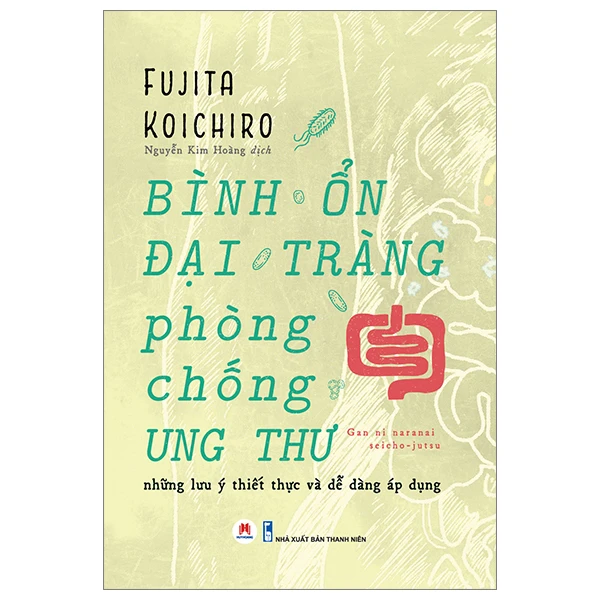 FUJITA
KOICHIRO
Nguyễn Kim Hoàng dịch
BÌNH ỔN
ĐẠI TRÀNG
phòng
chống
UNG THƯ
Gan ni naranai
seicho-jutsu
những lưu ý thiết thực và dễ dàng áp dụng
HUYHOANG
NHÀ XUẤT BẢN THANH NIÊN